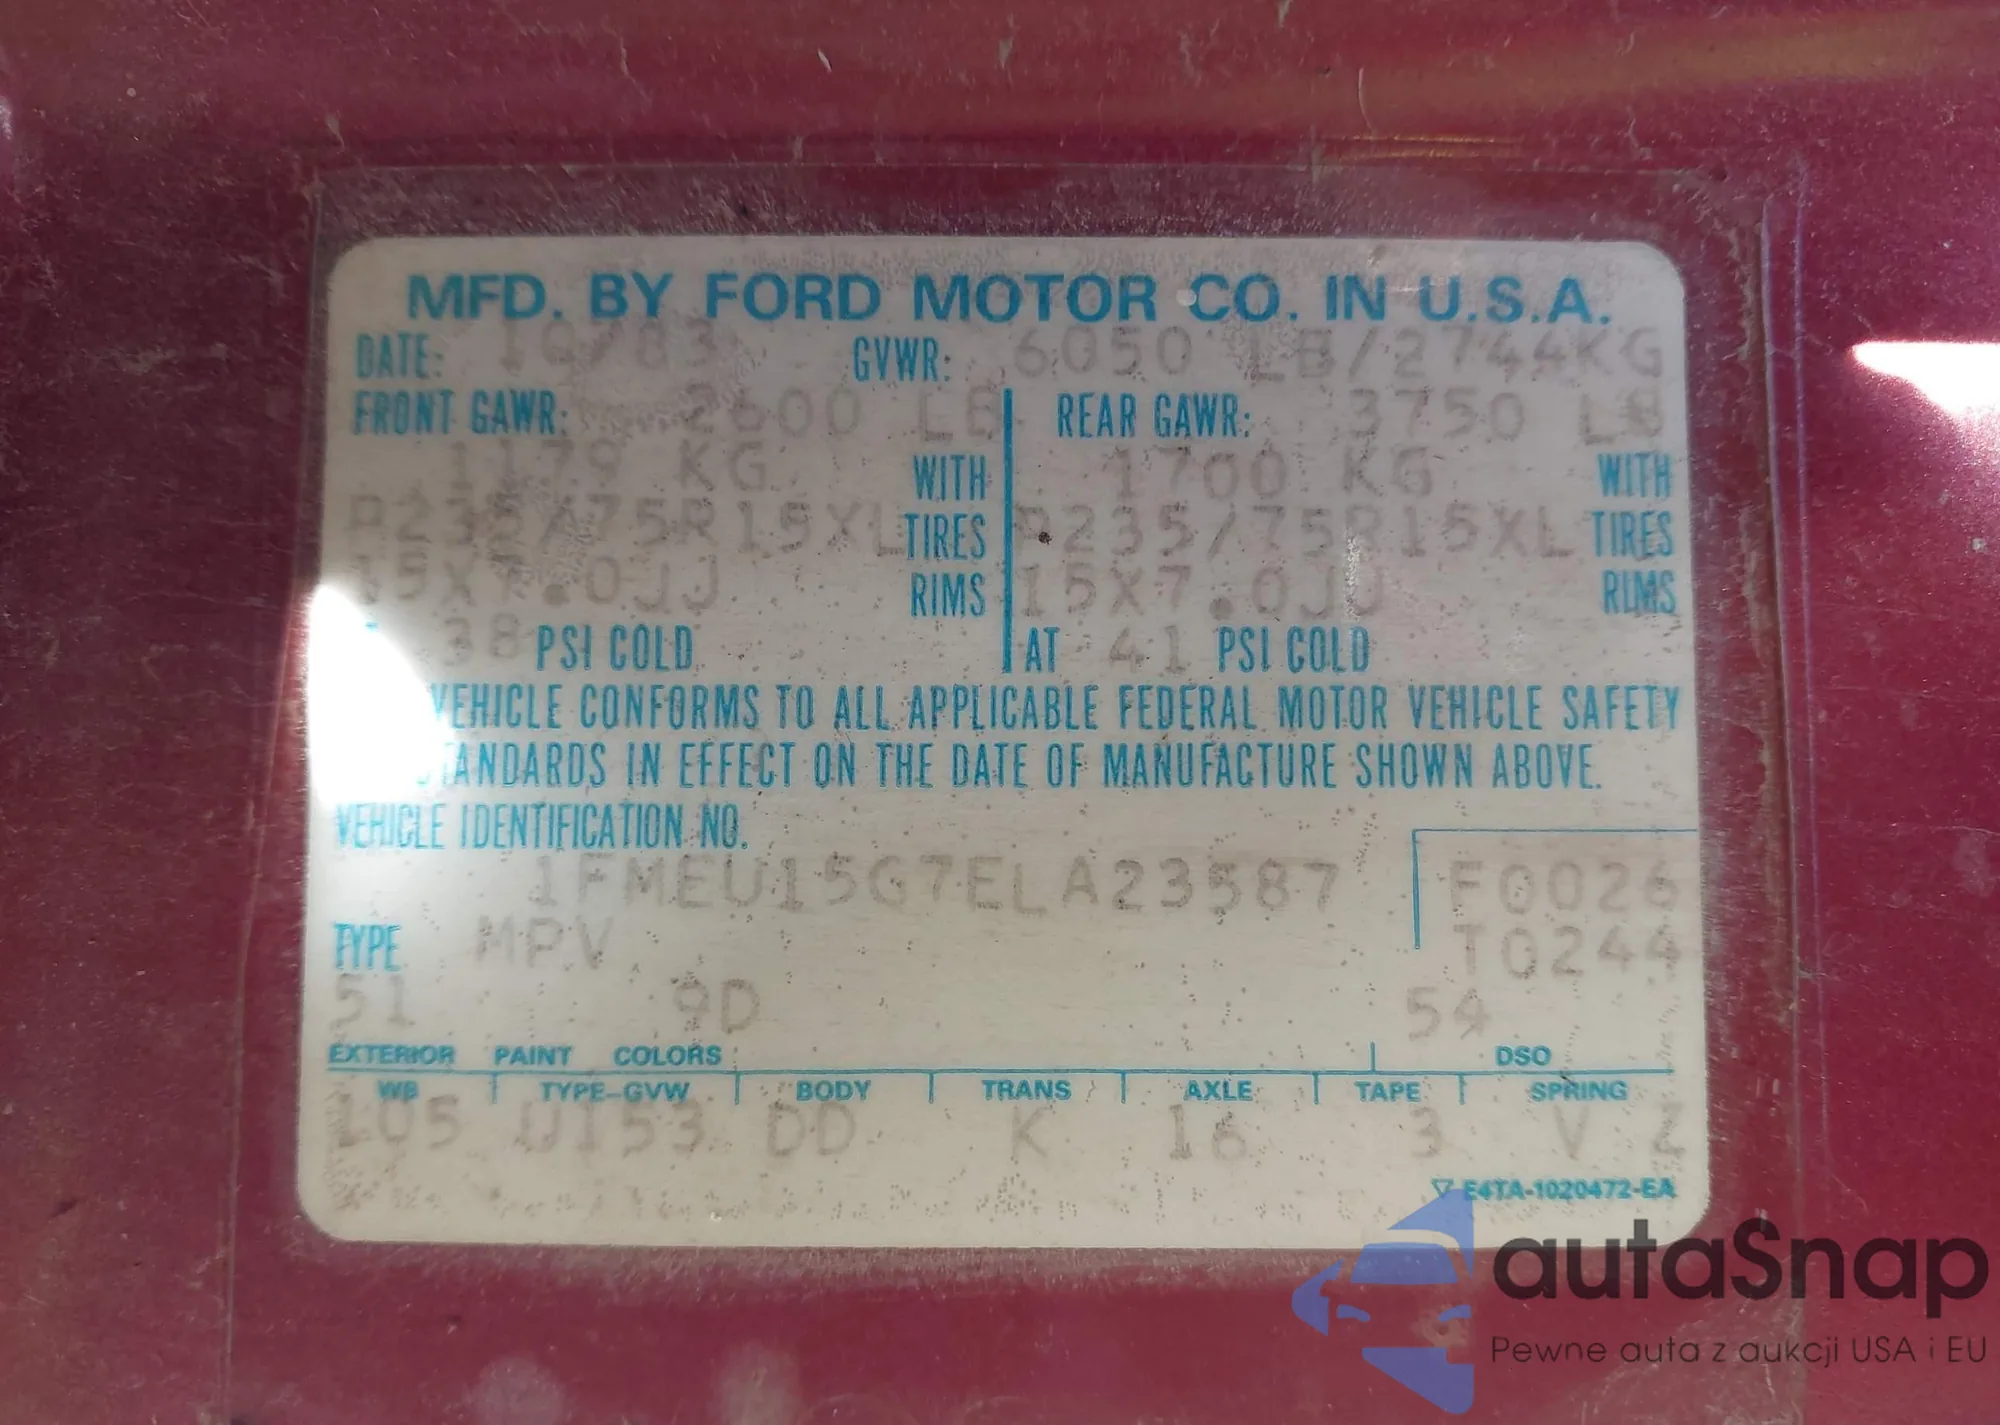 MFD. BY FORD MOTOR CO. IN U.S.A.
DATE: 10/83 GVWR: 6050 LB/2744KG
FRONT GAWR: 2600 LB REAR GAWR: 3750 LB
1179 KG WITH 1700 KG WITH
P235/75R15XL TIRES P235/75R15XL TIRES
15X7.0JJ RIMS 15X7.0JJ RIMS
38 PSI COLD AT 41 PSI COLD
VEHICLE CONFORMS TO ALL APPLICABLE FEDERAL MOTOR VEHICLE SAFETY
STANDARDS IN EFFECT ON THE DATE OF MANUFACTURE SHOWN ABOVE.
VEHICLE IDENTIFICATION NO.
1FMEU15G7ELA23587 F0026
TYPE MPV T0244
51 9D 54
EXTERIOR PAINT COLORS DSO
WB TYPE-GVW BODY TRANS AXLE TAPE SPRING
105 U153 DD K 16 3 V Z
E4TA-1020472-EA
autaSnap
Pewne auta z aukcji USA i EU